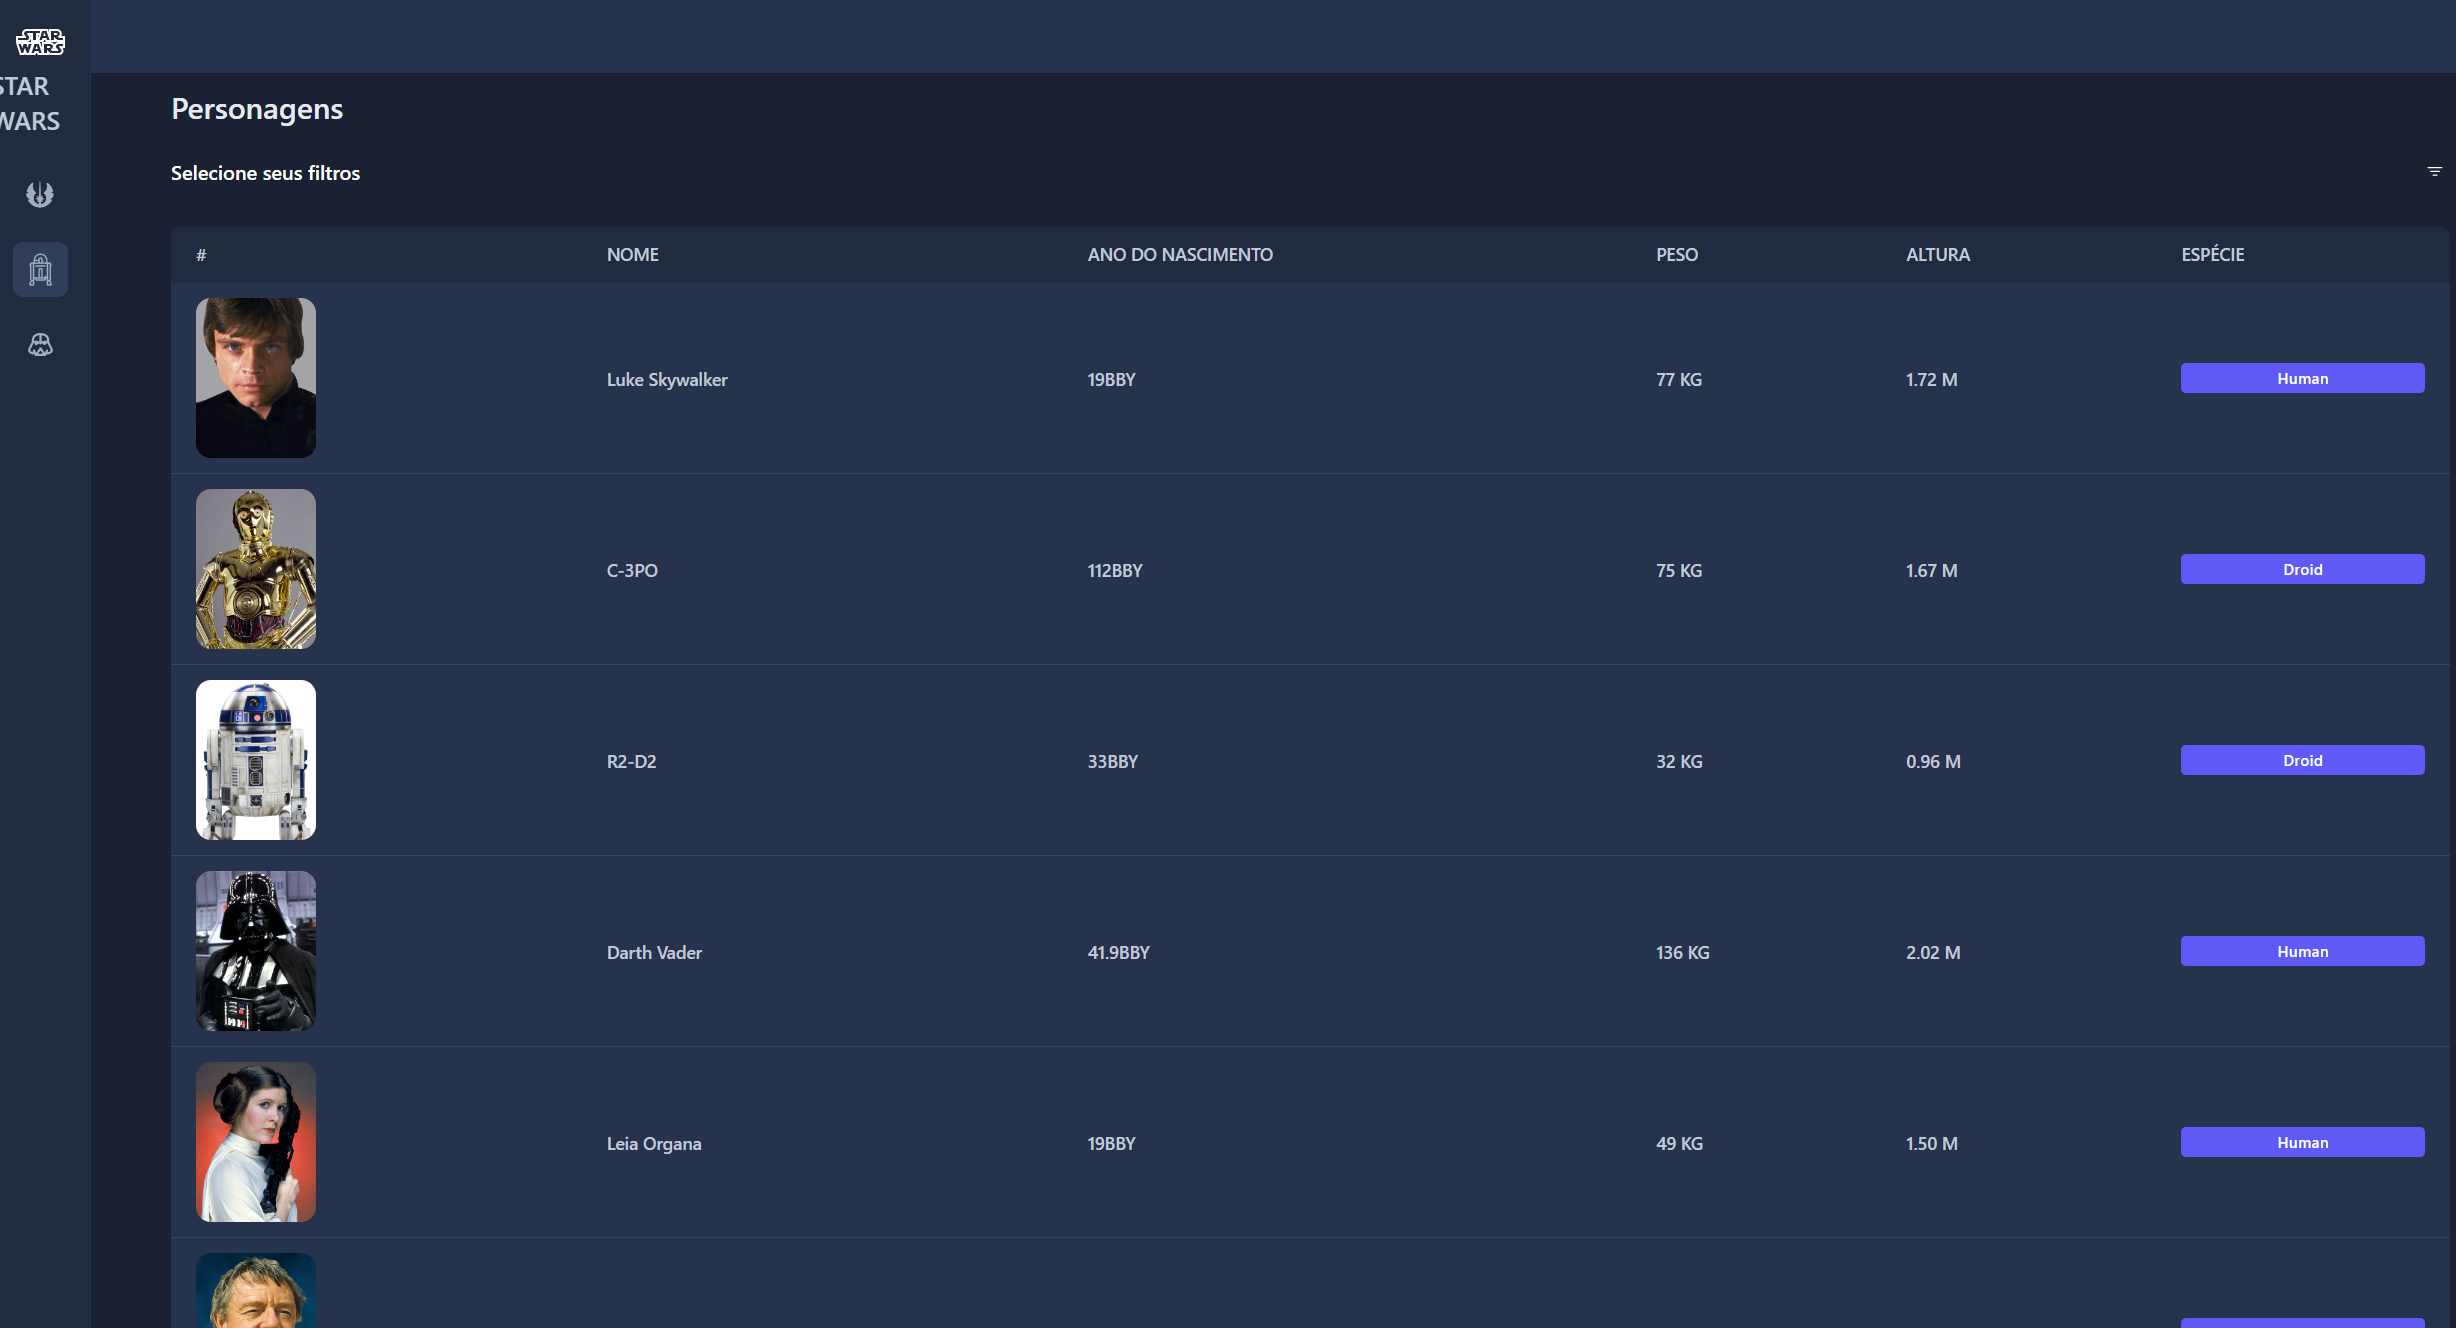 STAR
WARS
STAR
WARS
Personagens
Selecione seus filtros
# NOME ANO DO NASCIMENTO PESO ALTURA ESPÉCIE
Luke Skywalker 19BBY 77 KG 1.72 M Human
C-3PO 112BBY 75 KG 1.67 M Droid
R2-D2 33BBY 32 KG 0.96 M Droid
Darth Vader 41.9BBY 136 KG 2.02 M Human
Leia Organa 19BBY 49 KG 1.50 M Human